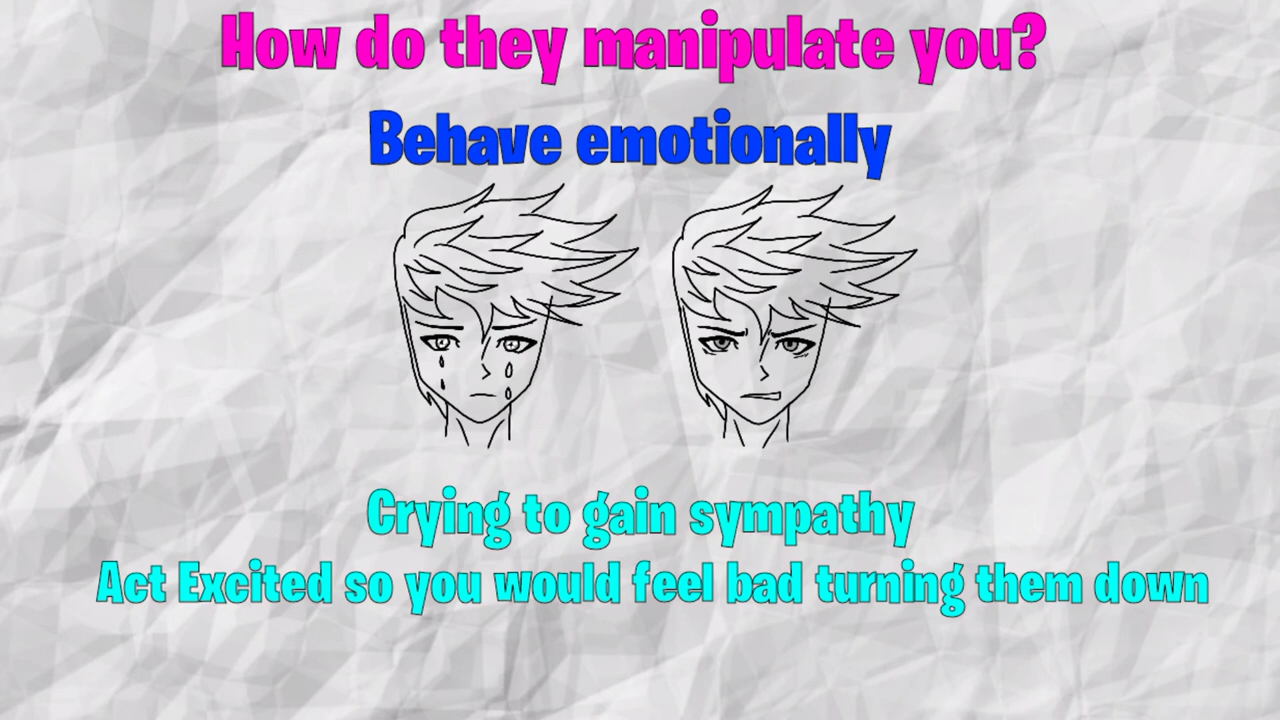 How do they manipulate you?
Behave emotionally
Crying to gain sympathy
Act Excited so you would feel bad turning them down